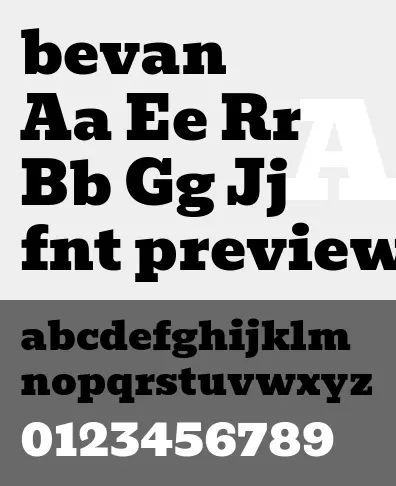 bevan
Aa Ee Rr
A
Bb Gg Jj
fnt preview
abcdefghijklm
nopqrstuvwxyz
0123456789